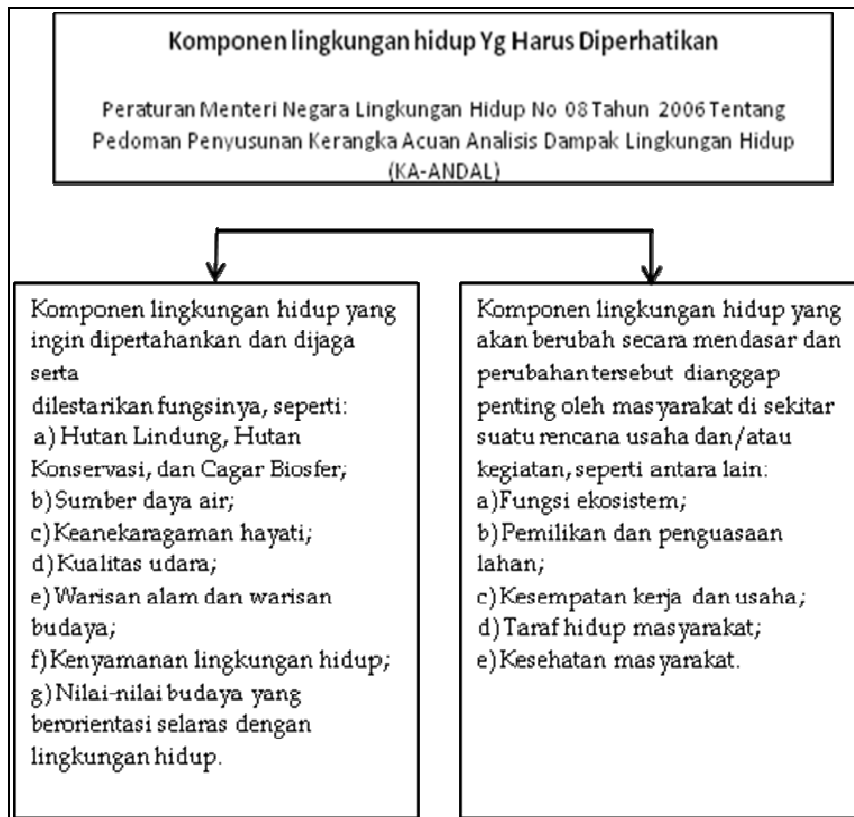 Komponen lingkungan hidup Yg Harus Diperhatikan
Peraturan Menteri Negara Lingkungan Hidup No 08 Tahun 2006 Tentang
Pedoman Penyusunan Kerangka Acuan Analisis Dampak Lingkungan Hidup
(KA-ANDAL)
Komponen lingkungan hidup yang
ingin dipertahankan dan dijaga
serta
dilestarikan fungsinya, seperti:
a) Hutan Lindung, Hutan
Konservasi, dan Cagar Biosfer;
b) Sumber daya air;
c) Keanekaragaman hayati;
d) Kualitas udara;
e) Warisan alam dan warisan
budaya;
f) Kenyamanan lingkungan hidup;
g) Nilai-nilai budaya yang
berorientasi selaras dengan
lingkungan hidup.
Komponen lingkungan hidup yang
akan berubah secara mendasar dan
perubahan tersebut dianggap
penting oleh masyarakat di sekitar
suatu rencana usaha dan/atau
kegiatan, seperti antara lain:
a) Fungsi ekosistem;
b) Pemilikan dan penguasaan
lahan;
c) Kesempatan kerja dan usaha;
d) Taraf hidup masyarakat;
e) Kesehatan masyarakat.